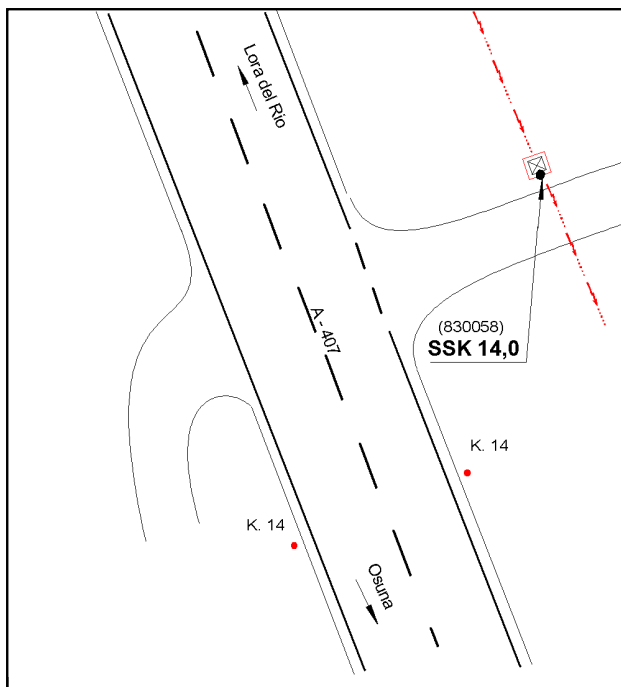 Lora del Rio
A - 407
(830058)
SSK 14,0
K. 14
K. 14
Osuna